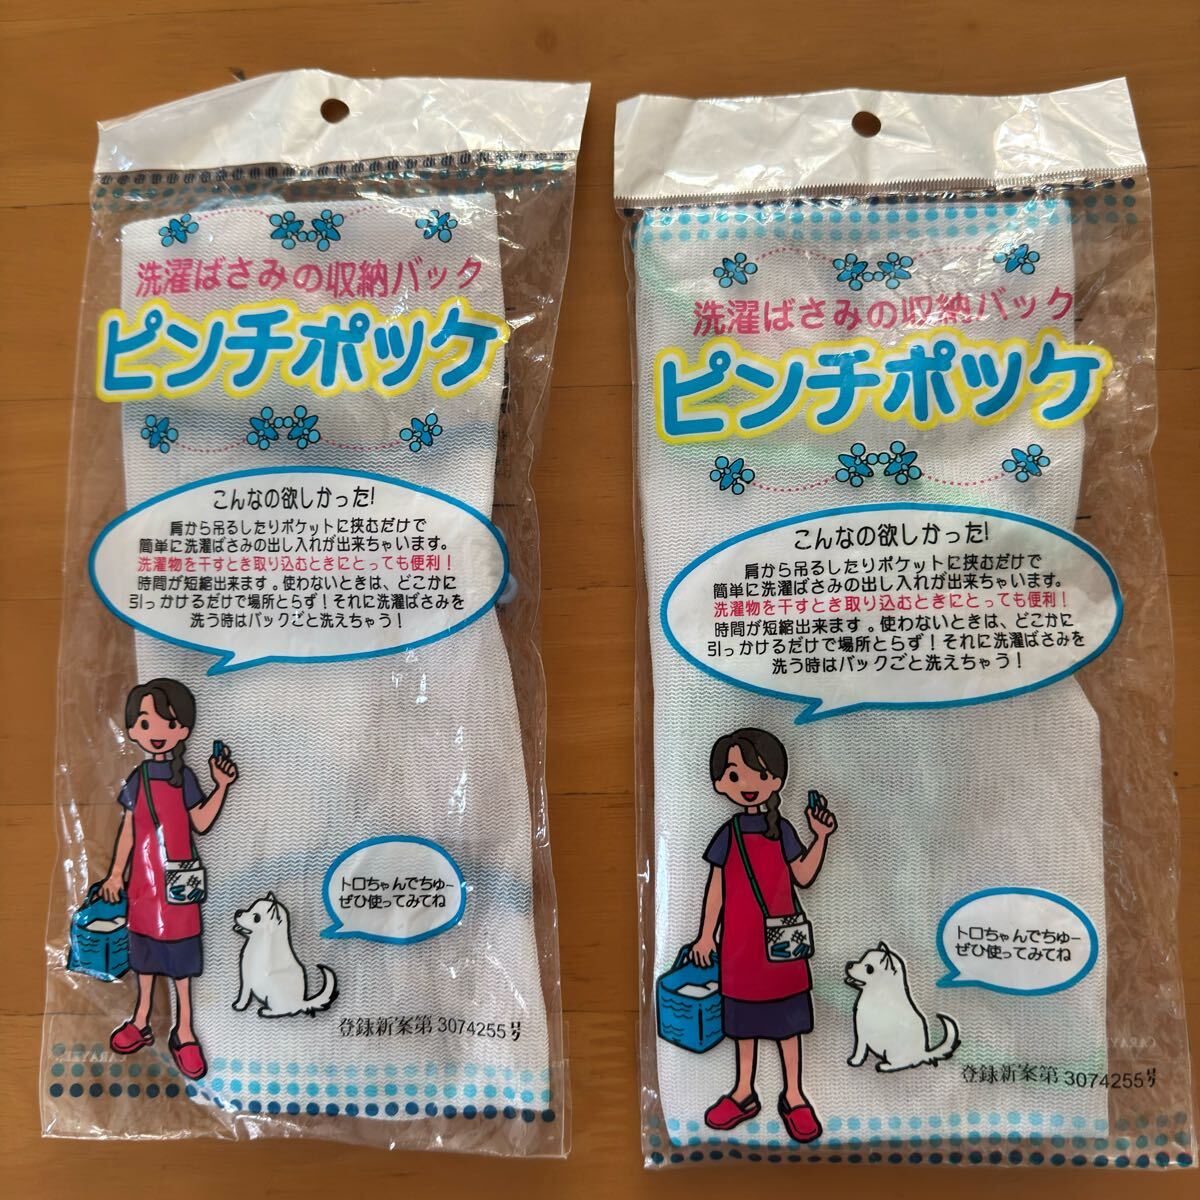 洗濯ばさみの収納バック
ピンチポッケ
こんなの欲しかった!
肩から吊るしたりポケットに挟むだけで
簡単に洗濯ばさみの出し入れが出来ちゃいます。
洗濯物を干すとき取り込むときにとっても便利!
時間が短縮出来ます。使わないときは、どこかに
引っかけるだけで場所とらず!それに洗濯ばさみを
洗う時はバックごと洗えちゃう!
トロちゃんでちゅー
ぜひ使ってみてね
登録新案第3074255号
洗濯ばさみの収納バック
ピンチポッケ
こんなの欲しかった!
肩から吊るしたりポケットに挟むだけで
簡単に洗濯ばさみの出し入れが出来ちゃいます。
洗濯物を干すとき取り込むときにとっても便利!
時間が短縮出来ます。使わないときは、どこかに
引っかけるだけで場所とらず!それに洗濯ばさみを
洗う時はバックごと洗えちゃう!
トロちゃんでちゅー
ぜひ使ってみてね
登録新案第3074255号